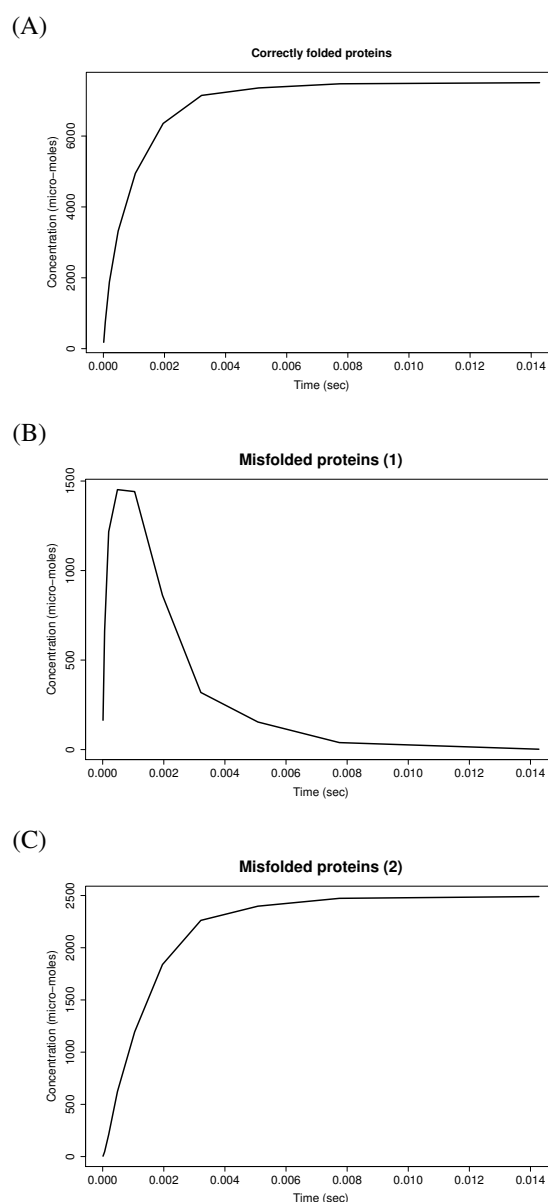 (A)
Correctly folded proteins
Concentration (micro−moles)
0 2000 4000 6000
0.000 0.002 0.004 0.006 0.008 0.010 0.012 0.014
Time (sec)
(B)
Misfolded proteins (1)
Concentration (micro−moles)
0 500 1000 1500
0.000 0.002 0.004 0.006 0.008 0.010 0.012 0.014
Time (sec)
(C)
Misfolded proteins (2)
Concentration (micro−moles)
0 500 1000 1500 2000 2500
0.000 0.002 0.004 0.006 0.008 0.010 0.012 0.014
Time (sec)